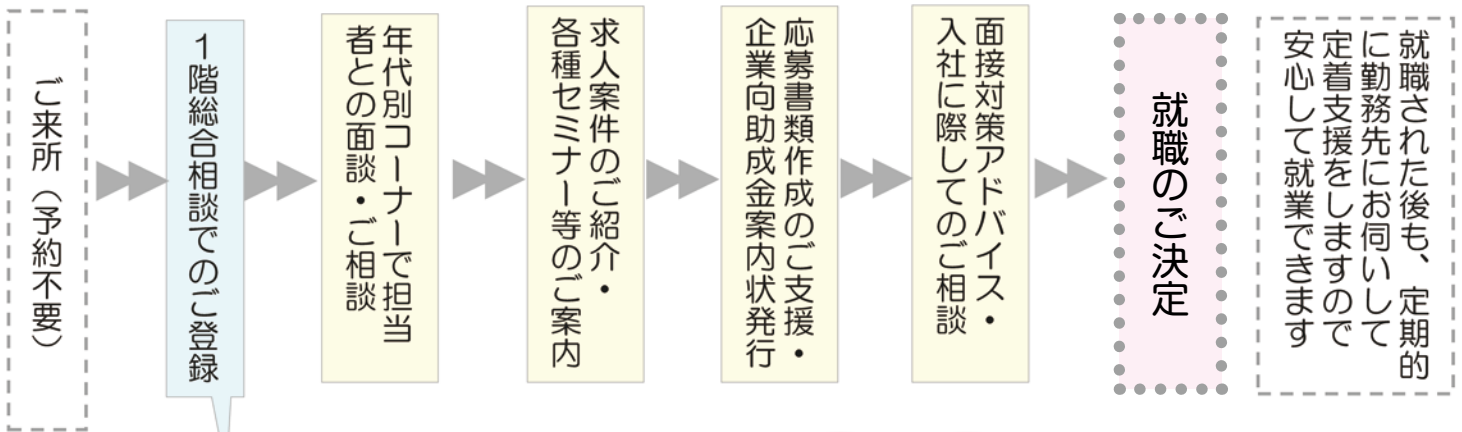 ご来所（予約不要）
１階総合相談でのご登録
年代別コーナーで担当
者との面談・ご相談
求人案件のご紹介・
各種セミナー等のご案内
応募書類作成のご支援・
企業向助成金案内状発行
面接対策アドバイス・
入社に際してのご相談
就職のご決定
就職された後も、定期的
に勤務先にお伺いして
定着支援をしますので
安心して就業できます